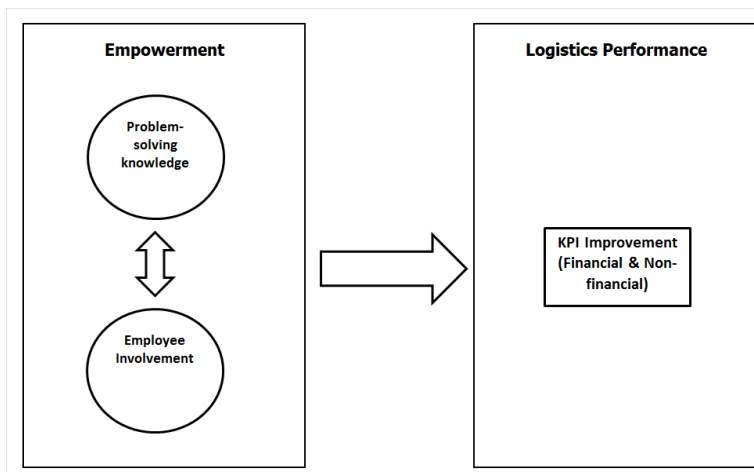 Empowerment
Problem-
solving
knowledge
Employee
Involvement
Logistics Performance
KPI Improvement
(Financial & Non-
financial)